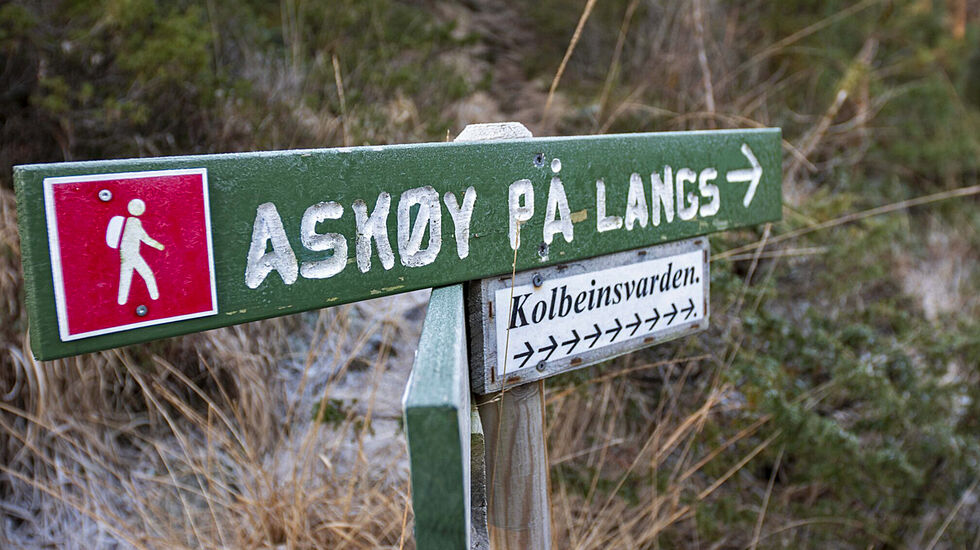 ASKØY PÅ LANGS →
Kolbeinsvarden.
→→→→→→→→→